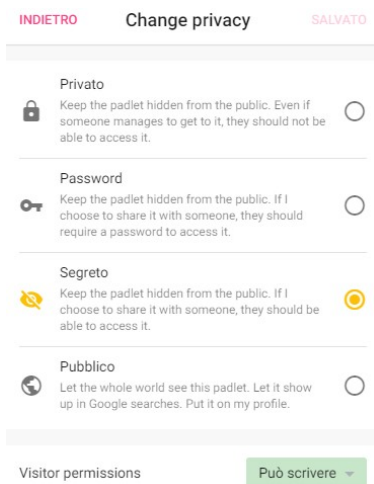 INDIETRO Change privacy SALVATO
Privato
Keep the padlet hidden from the public. Even if
someone manages to get to it, they should not be
able to access it.
Password
Keep the padlet hidden from the public. If I
choose to share it with someone, they should
require a password to access it.
Segreto
Keep the padlet hidden from the public. If I
choose to share it with someone, they should be
able to access it.
Pubblico
Let the whole world see this padlet. Let it show
up in Google searches. Put it on my profile.
Visitor permissions Può scrivere